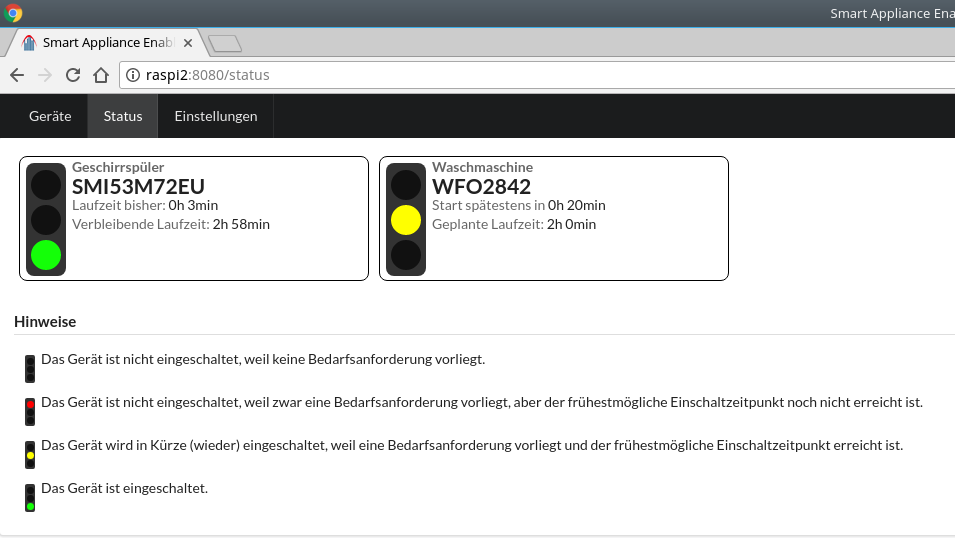 Smart Appliance Ena
Smart Appliance Enab
raspi2:8080/status
Geräte Status Einstellungen
Geschirrspüler
SMI53M72EU
Laufzeit bisher: 0h 3min
Verbleibende Laufzeit: 2h 58min
Waschmaschine
WFO2842
Start spätestens in 0h 20min
Geplante Laufzeit: 2h 0min
Hinweise
Das Gerät ist nicht eingeschaltet, weil keine Bedarfsanforderung vorliegt.
Das Gerät ist nicht eingeschaltet, weil zwar eine Bedarfsanforderung vorliegt, aber der frühestmögliche Einschaltzeitpunkt noch nicht erreicht ist.
Das Gerät wird in Kürze (wieder) eingeschaltet, weil eine Bedarfsanforderung vorliegt und der frühestmögliche Einschaltzeitpunkt erreicht ist.
Das Gerät ist eingeschaltet.